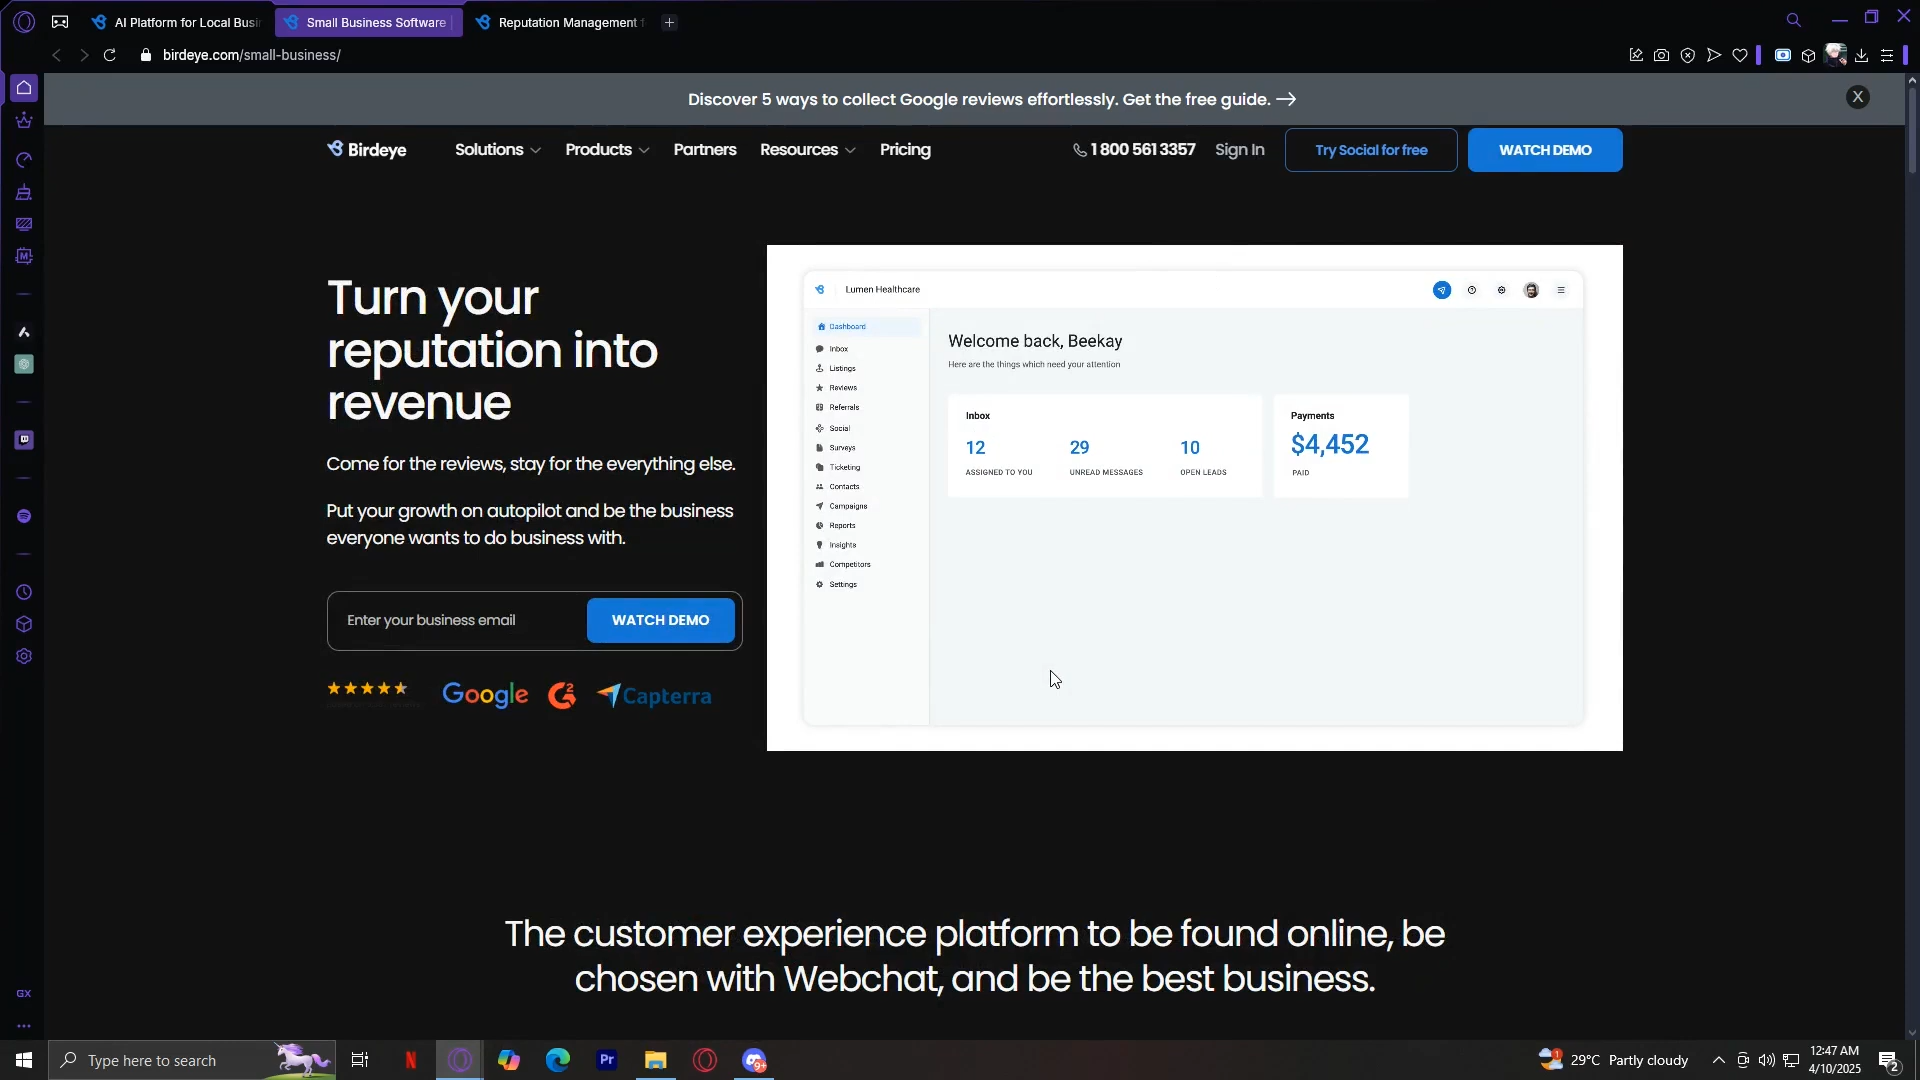 AI Platform for Local Busi
Small Business Software
Reputation Management f
birdeye.com/small-business/
Discover 5 ways to collect Google reviews effortlessly. Get the free guide. →
X
Birdeye
Solutions
Products
Partners
Resources
Pricing
1 800 561 3357
Sign In
Try Social for free
WATCH DEMO
Turn your
reputation into
revenue
Come for the reviews, stay for the everything else.
Put your growth on autopilot and be the business
everyone wants to do business with.
Enter your business email
WATCH DEMO
Google
G2
Capterra
Lumen Healthcare
Dashboard
Inbox
Listings
Reviews
Referrals
Social
Surveys
Ticketing
Contacts
Campaigns
Reports
Insights
Competitors
Settings
Welcome back, Beekay
Here are the things which need your attention
Inbox
12
29
10
ASSIGNED TO YOU
UNREAD MESSAGES
OPEN LEADS
Payments
$4,452
PAID
The customer experience platform to be found online, be
chosen with Webchat, and be the best business.
GX
M
Type here to search
N
Pr
9+
1
29°C Partly cloudy
12:47 AM
4/10/2025
2